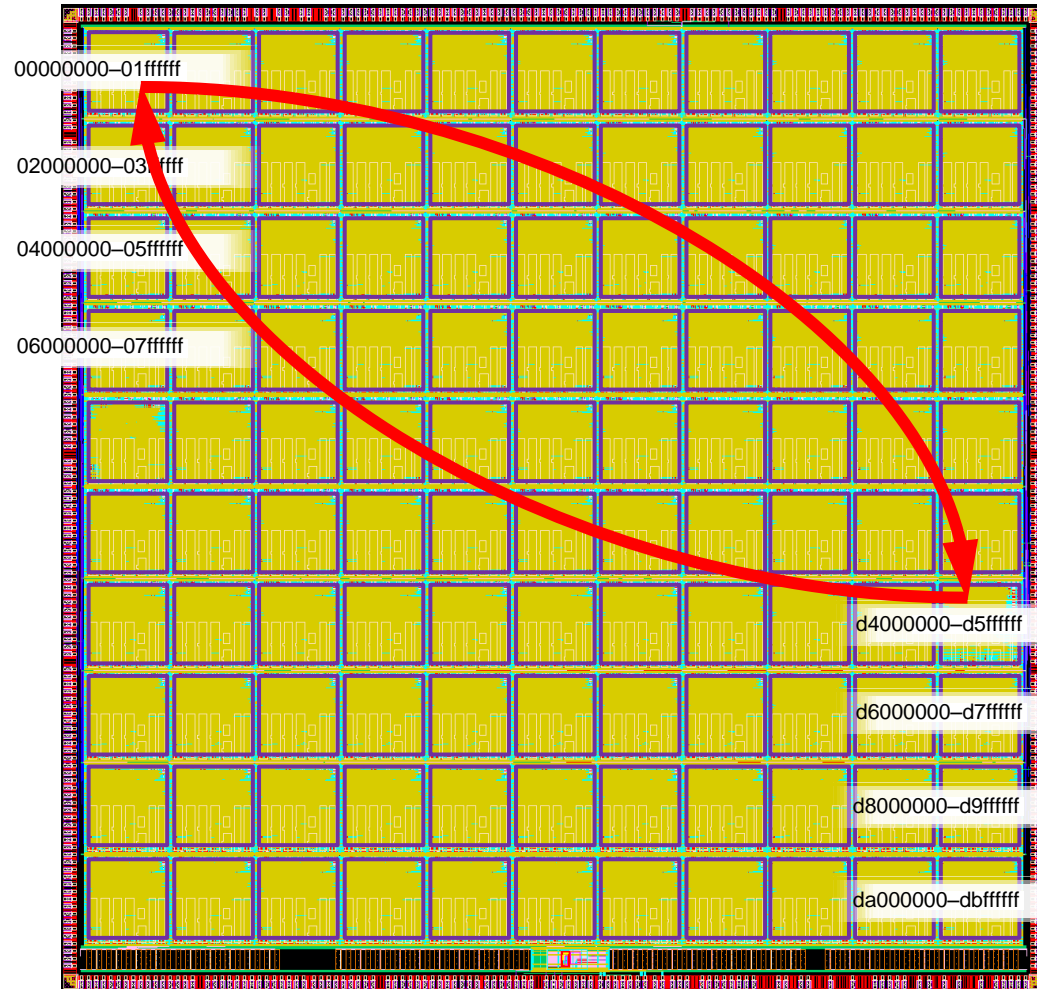 00000000–01ffffff
02000000–03ffffff
04000000–05ffffff
06000000–07ffffff
d4000000–d5ffffff
d6000000–d7ffffff
d8000000–d9ffffff
da000000–dbffffff